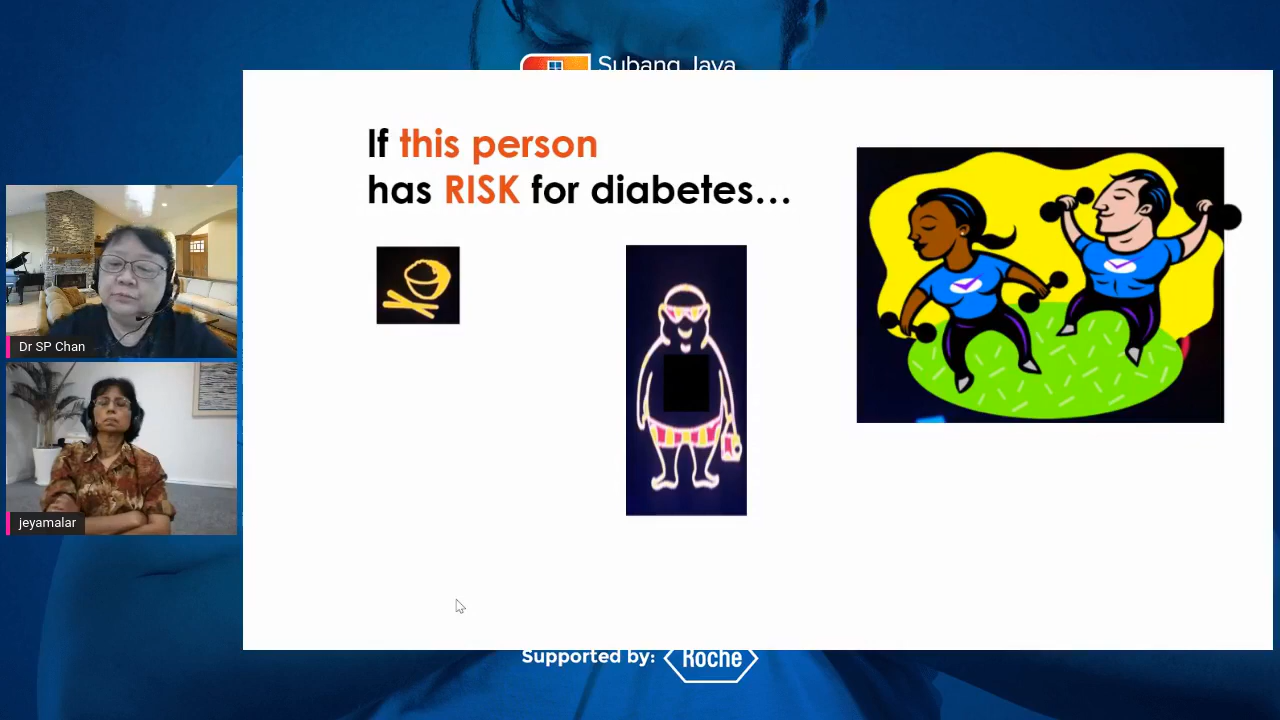 Subang Jaya
If this person
has RISK for diabetes...
Dr SP Chan
jeyamalar
Supported by: Roche